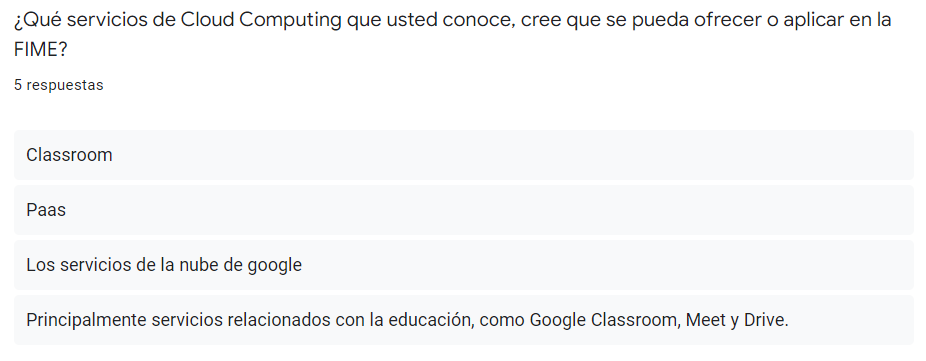 ¿Qué servicios de Cloud Computing que usted conoce, cree que se pueda ofrecer o aplicar en la
FIME?
5 respuestas
Classroom
Paas
Los servicios de la nube de google
Principalmente servicios relacionados con la educación, como Google Classroom, Meet y Drive.